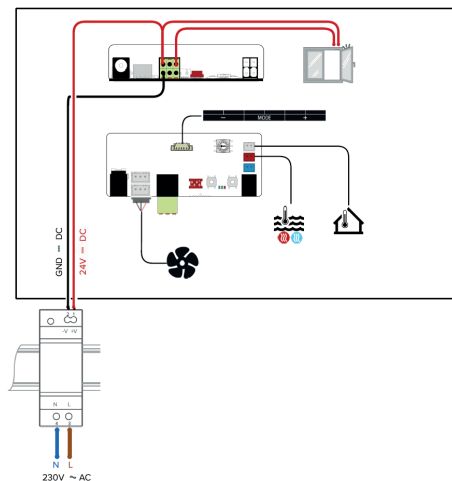 − MODE +
GND ⎓ DC
24V ⎓ DC
-V +V
N L
N L
230V ~ AC